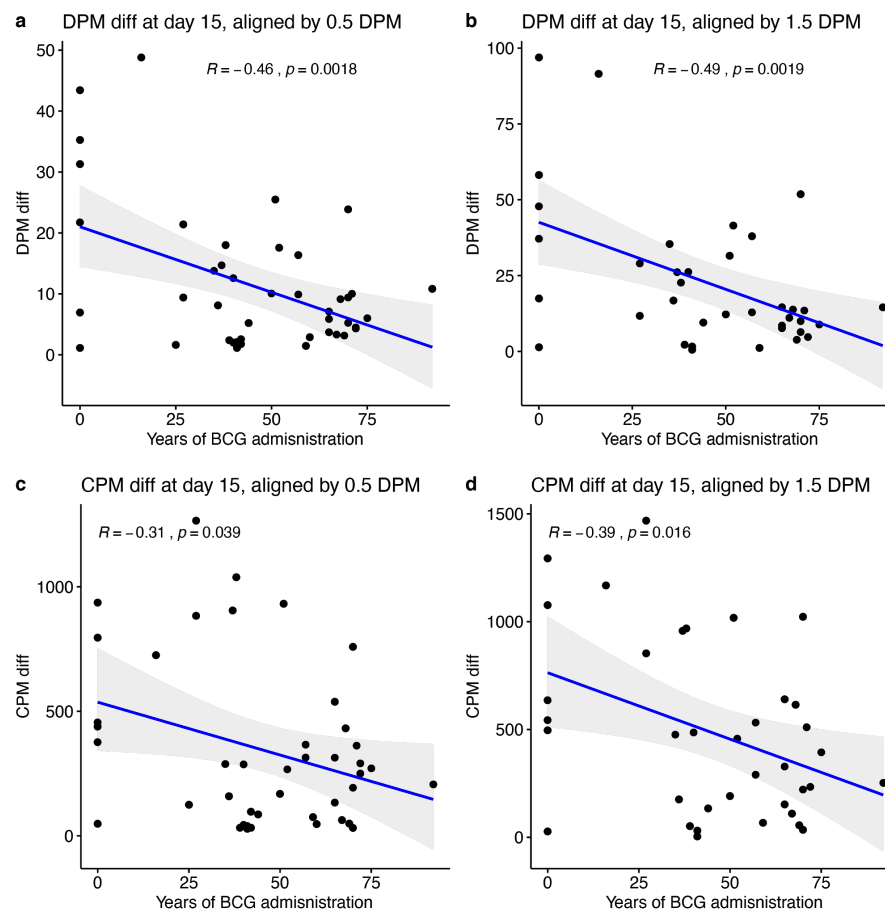 a DPM diff at day 15, aligned by 0.5 DPM
50
40
30
20
10
0
DPM diff
R = −0.46 , p = 0.0018
0 25 50 75
Years of BCG admisnistration
b DPM diff at day 15, aligned by 1.5 DPM
100
75
50
25
0
DPM diff
R = −0.49 , p = 0.0019
0 25 50 75
Years of BCG admisnistration
c CPM diff at day 15, aligned by 0.5 DPM
1000
500
0
CPM diff
R = −0.31 , p = 0.039
0 25 50 75
Years of BCG admisnistration
d CPM diff at day 15, aligned by 1.5 DPM
1500
1000
500
0
CPM diff
R = −0.39 , p = 0.016
0 25 50 75
Years of BCG admisnistration